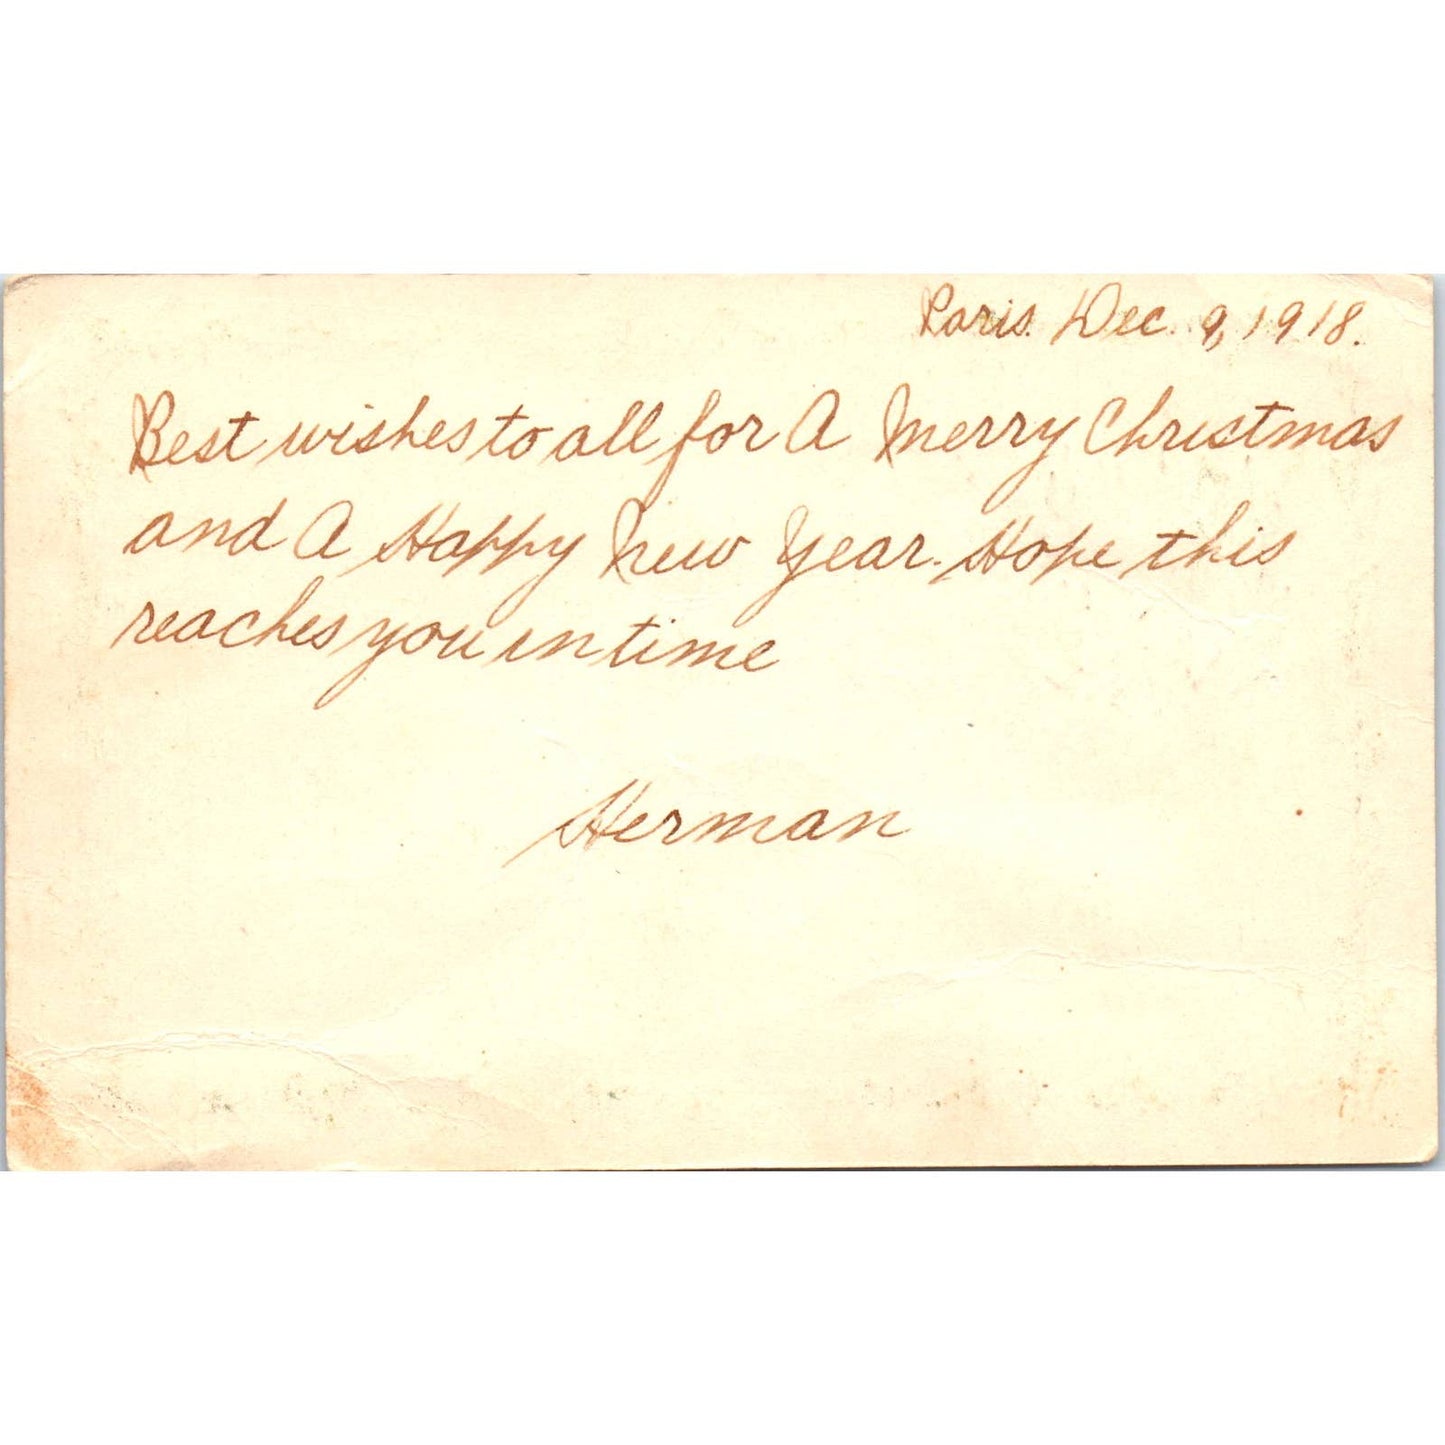 Paris. Dec. 9, 1918.
Best wishes to all for A Merry Christmas
and A Happy New Year. Hope this
reaches you in time
Herman